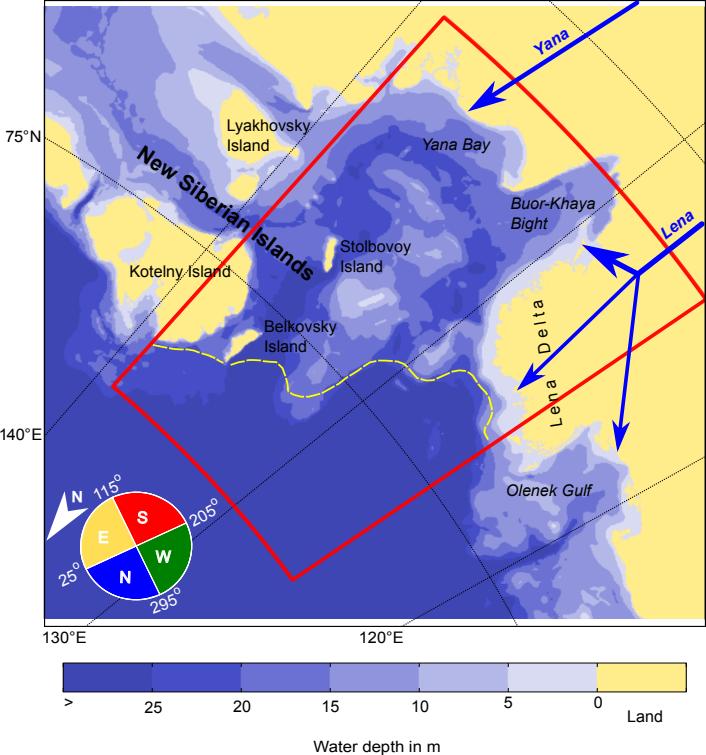 Yana
75°N
Lyakhovsky
Island
Yana Bay
New Siberian Islands
Buor-Khaya
Bight
Lena
Stolbovoy
Island
Kotelny Island
Belkovsky
Island
Lena Delta
140°E
Olenek Gulf
N
115°
205°
S
E
W
N
25°
295°
130°E
120°E
> 25 20 15 10 5 0
Land
Water depth in m